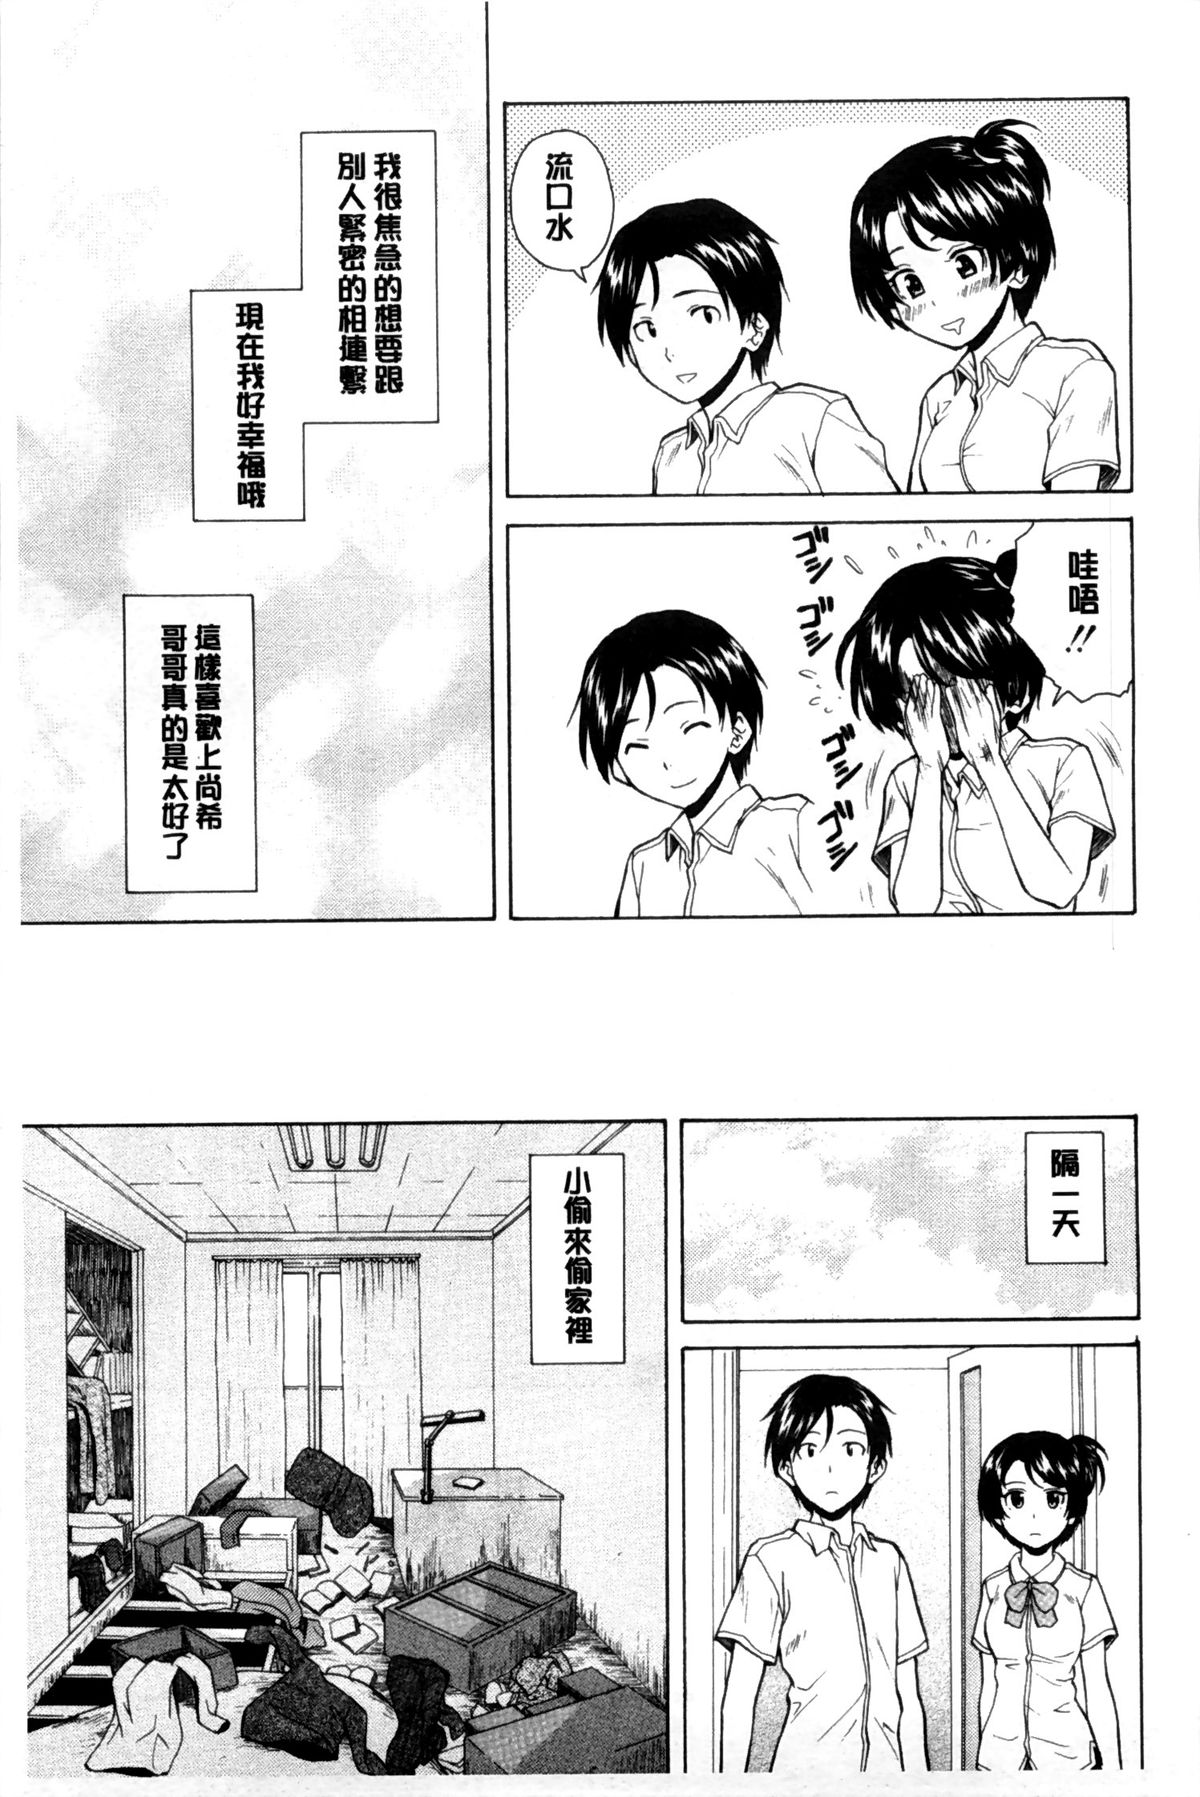 流口水
哇唔!!
ゴシ
ゴシ
ゴシ
ゴシ
我很焦急的想要跟
別人緊密的相連繫
現在我好幸福哦
這樣喜歡上尚希
哥哥真的是太好了
隔一天
小偷來偷家裡